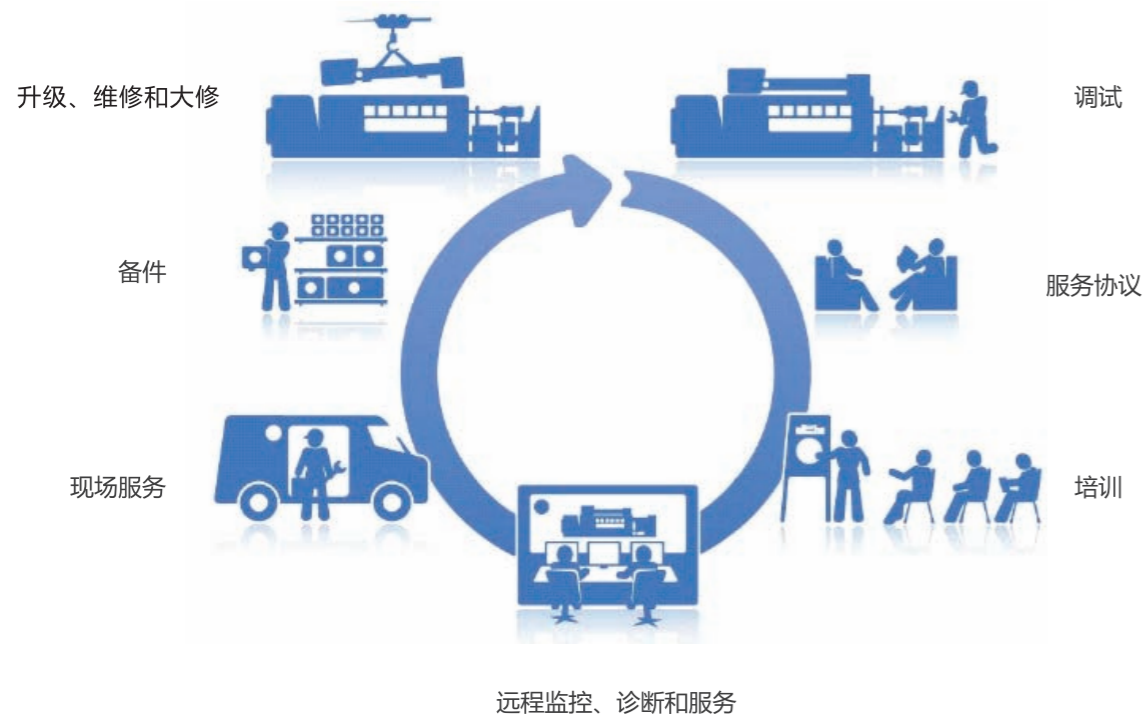 升级、维修和大修
调试
备件
服务协议
现场服务
培训
远程监控、诊断和服务